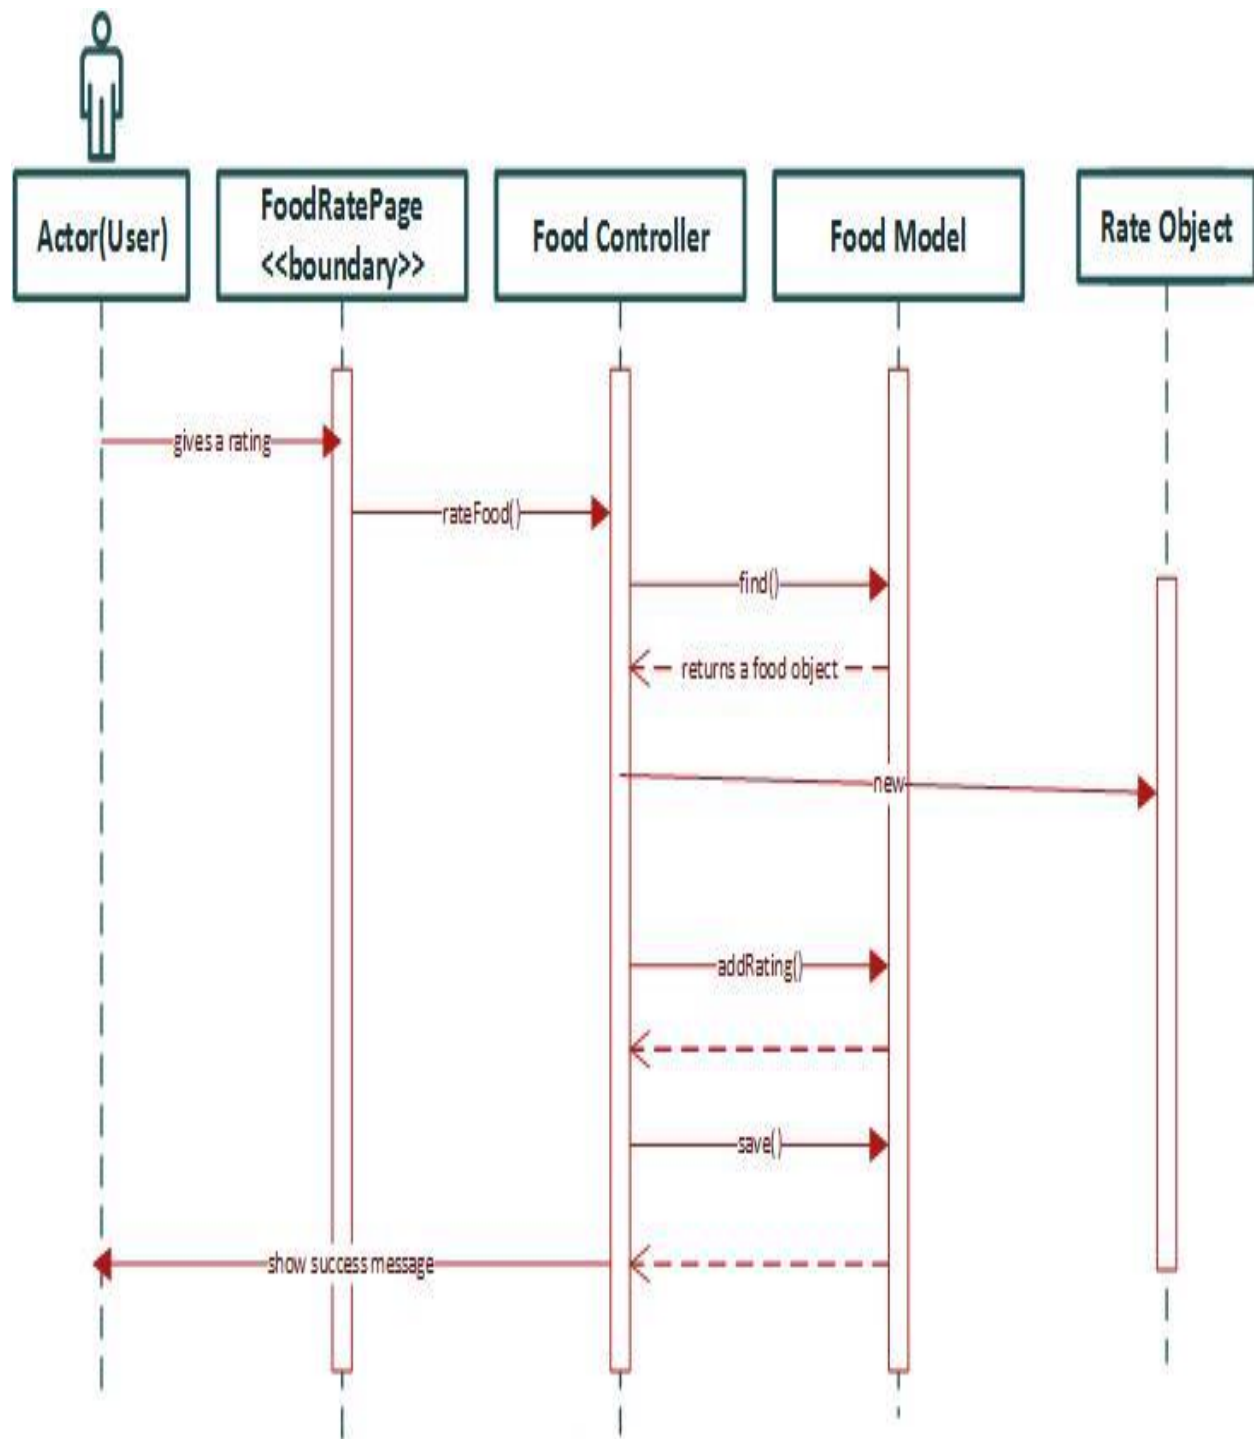 Actor(User)
FoodRatePage
<<boundary>>
Food Controller
Food Model
Rate Object
gives a rating
rateFood()
find()
returns a food object
new
addRating()
save()
show success message